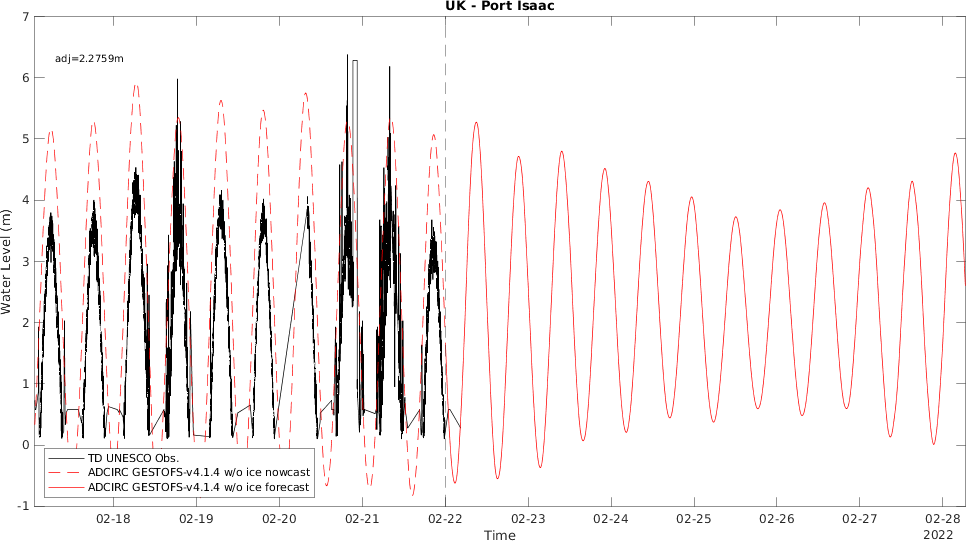 UK - Port Isaac
7
adj=2.2759m
6
5
4
3
2
1
0
-1
Water Level (m)
TD UNESCO Obs.
ADCIRC GESTOFS-v4.1.4 w/o ice nowcast
ADCIRC GESTOFS-v4.1.4 w/o ice forecast
02-18 02-19 02-20 02-21 02-22 02-23 02-24 02-25 02-26 02-27 02-28
Time 2022